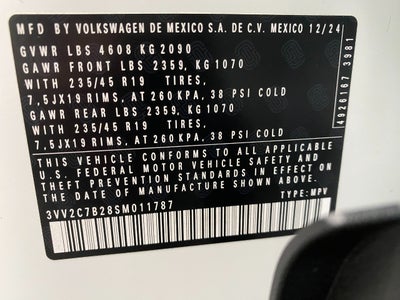 MFD BY VOLKSWAGEN DE MEXICO S.A. DE C.V. MEXICO 12/24
GVWR LBS 4608 KG 2090
GAWR FRONT LBS 2359, KG 1070
WITH 235/45 R19 TIRES,
7,5JX19 RIMS, AT 260 KPA, 38 PSI COLD
GAWR REAR LBS 2359, KG 1070
WITH 235/45 R19 TIRES,
7,5JX19 RIMS, AT 260 KPA, 38 PSI COLD
THIS VEHICLE CONFORMS TO ALL APPLICABLE
U.S. FEDERAL MOTOR VEHICLE SAFETY AND
THEFT PREVENTION STANDARDS IN EFFECT ON
THE DATE OF MANUFACTURE SHOWN ABOVE.
3VV2C7B28SM011787 TYPE: MPV
4926167 3981